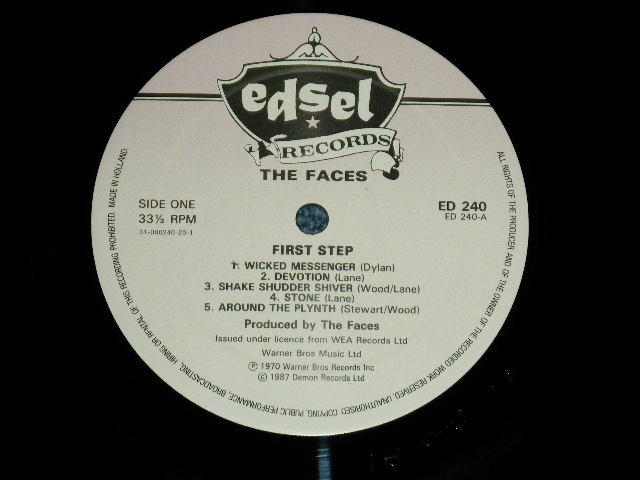 edsel
RECORDS
THE FACES
SIDE ONE
33⅓ RPM
31-000240-20-1
ED 240
ED 240-A
FIRST STEP
1. WICKED MESSENGER (Dylan)
2. DEVOTION (Lane)
3. SHAKE SHUDDER SHIVER (Wood/Lane)
4. STONE (Lane)
5. AROUND THE PLYNTH (Stewart/Wood)
Produced by The Faces
Issued under licence from WEA Records Ltd
Warner Bros Music Ltd
Ⓟ 1970 Warner Bros Records Inc
© 1987 Demon Records Ltd
ALL RIGHTS OF THE PRODUCER AND OF THE OWNER OF THE RECORDED WORK RESERVED. UNAUTHORISED COPYING, PUBLIC PERFORMANCE, BROADCASTING, HIRING OR RENTAL OF THIS RECORDING PROHIBITED. MADE IN HOLLAND.